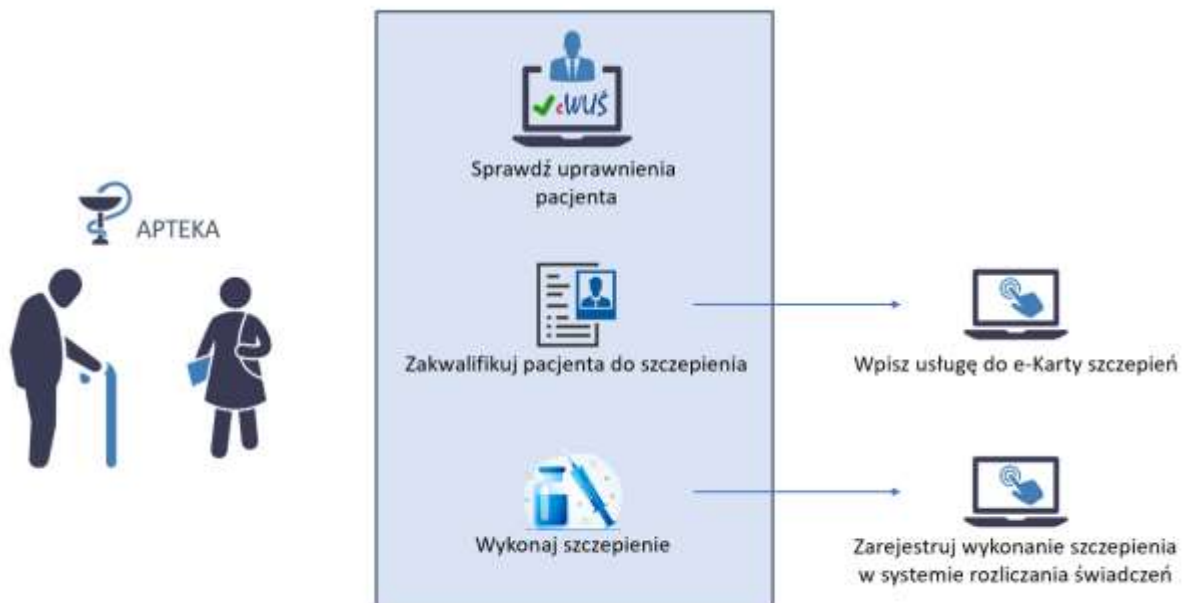 eWUŚ
Sprawdź uprawnienia
pacjenta
APTEKA
Zakwalifikuj pacjenta do szczepienia
Wpisz usługę do e-Karty szczepień
Wykonaj szczepienie
Zarejestruj wykonanie szczepienia
w systemie rozliczania świadczeń